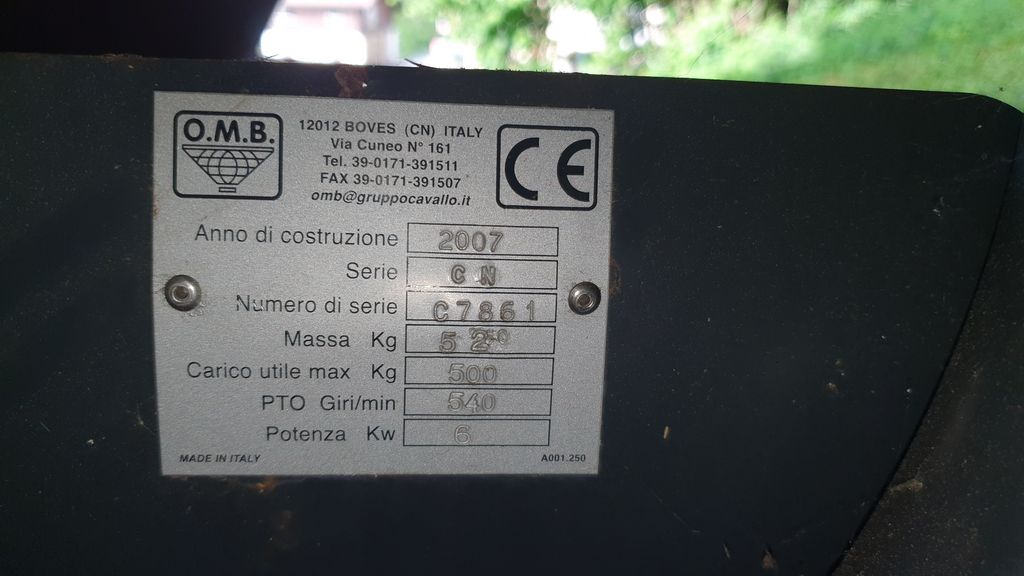 O.M.B.
12012 BOVES (CN) ITALY
Via Cuneo N° 161
Tel. 39-0171-391511
FAX 39-0171-391507
omb@gruppocavallo.it
CE
Anno di costruzione 2007
Serie CN
Numero di serie C7861
Massa Kg
Carico utile max Kg 500
PTO Giri/min 540
Potenza Kw 6
MADE IN ITALY
A001.250